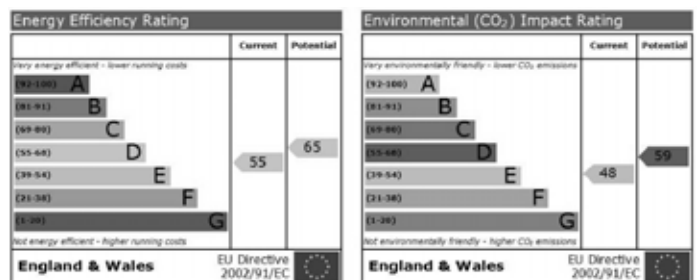 Energy Efficiency Rating
Current Potential
Very energy efficient - lower running costs
(92-100) A
(81-91) B
(69-80) C
(55-68) D
(39-54) E
(21-38) F
(1-20) G
55
65
Not energy efficient - higher running costs
England & Wales
EU Directive
2002/91/EC
Environmental (CO₂) Impact Rating
Current Potential
Very environmentally friendly - lower CO₂ emissions
(92-100) A
(81-91) B
(69-80) C
(55-68) D
(39-54) E
(21-38) F
(1-20) G
48
59
Not environmentally friendly - higher CO₂ emissions
England & Wales
EU Directive
2002/91/EC